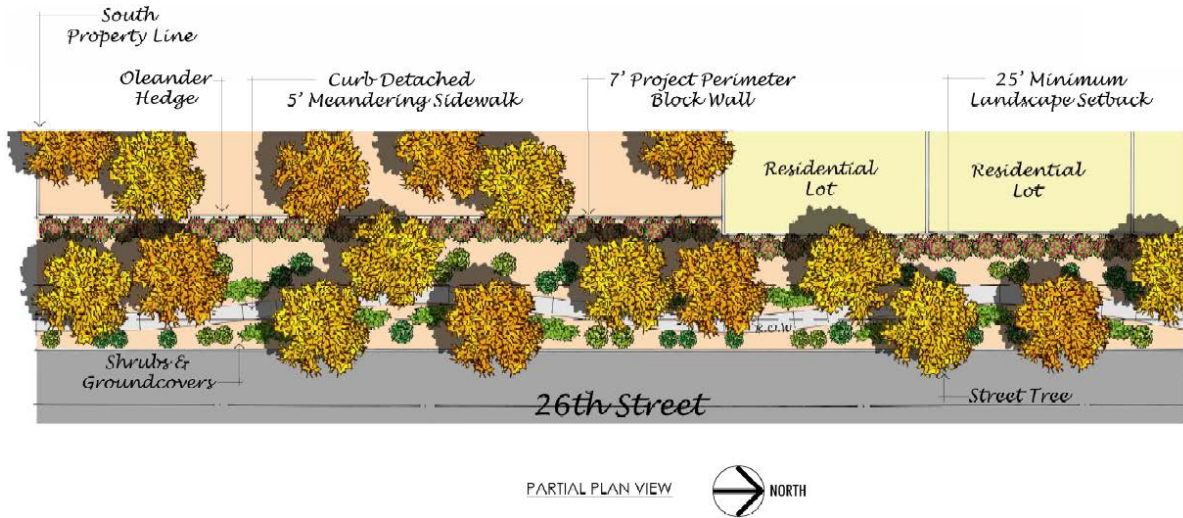 South
Property Line
Oleander
Hedge
Curb Detached
5' Meandering Sidewalk
7' Project Perimeter
Block Wall
25' Minimum
Landscape Setback
Residential
Lot
Residential
Lot
R.O.W
Shrubs &
Groundcovers
Street Tree
26th Street
PARTIAL PLAN VIEW
NORTH